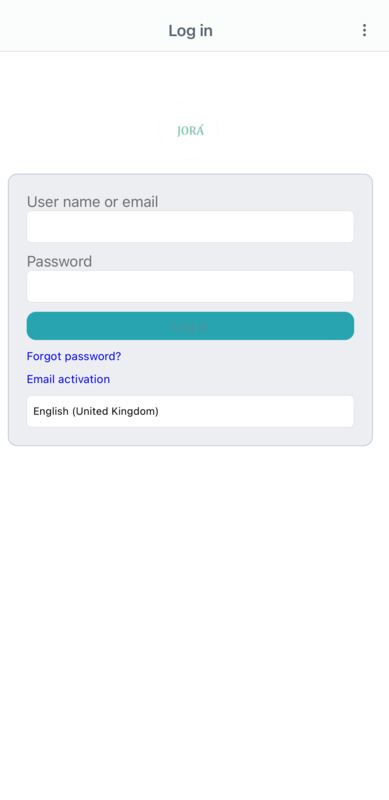 Log in
JORÁ
User name or email
Password
Log in
Forgot password?
Email activation
English (United Kingdom)